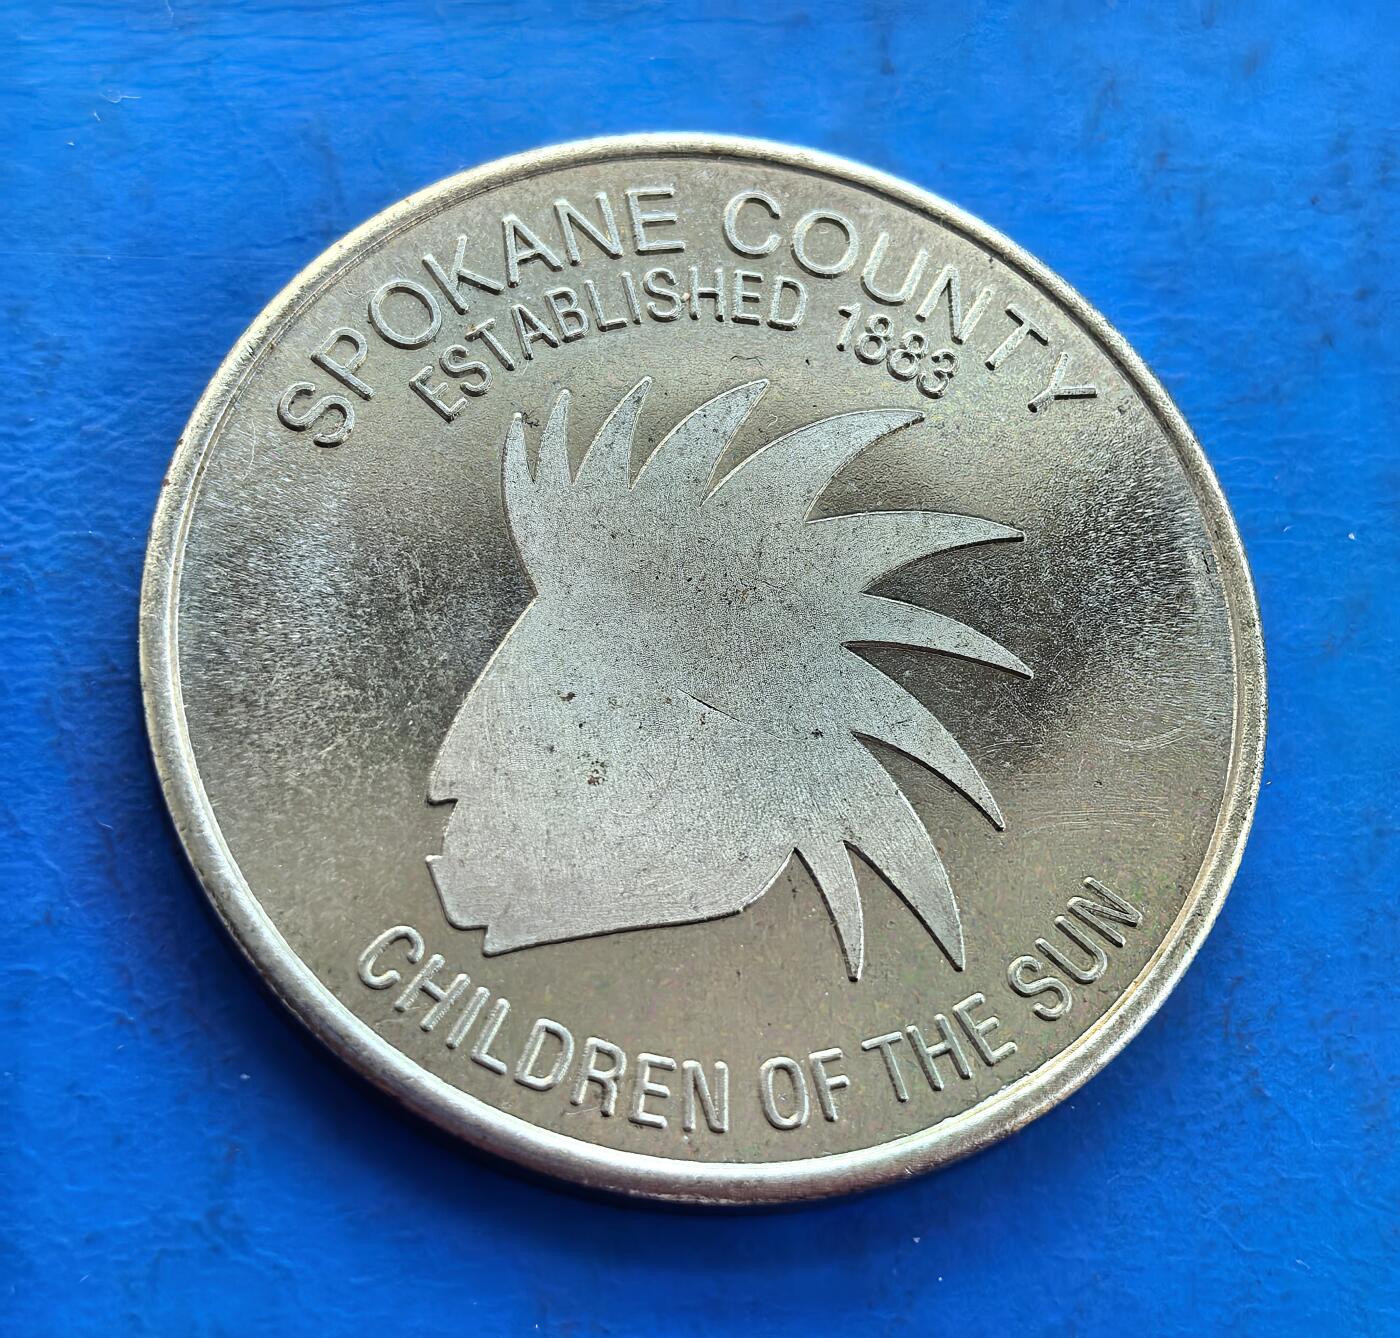 SPOKANE COUNTY
ESTABLISHED 1883
CHILDREN OF THE SUN